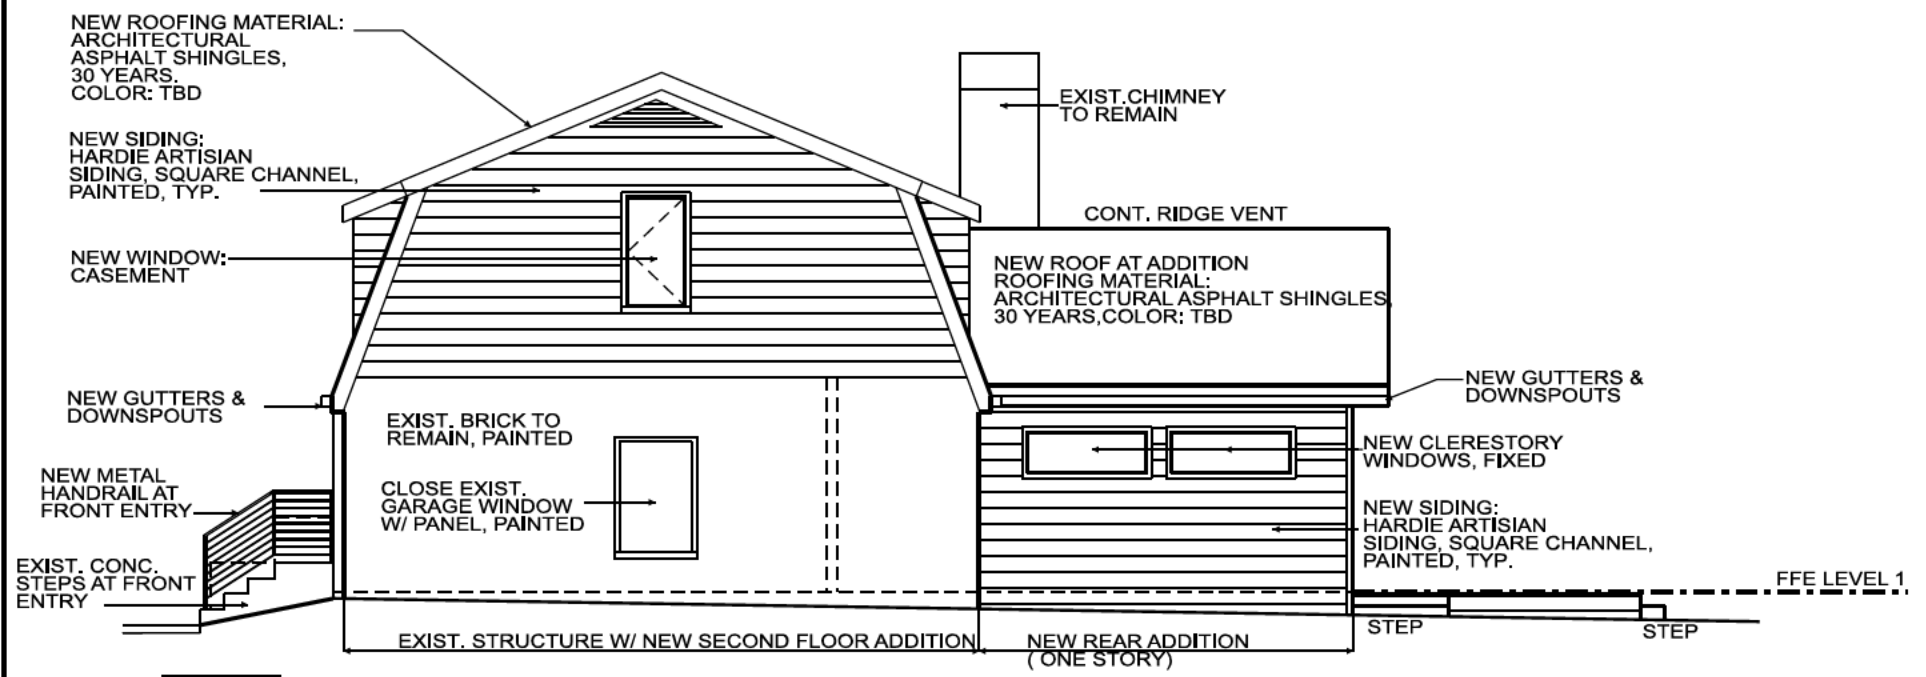 NEW ROOFING MATERIAL:
ARCHITECTURAL
ASPHALT SHINGLES,
30 YEARS.
COLOR: TBD
NEW SIDING:
HARDIE ARTISIAN
SIDING, SQUARE CHANNEL,
PAINTED, TYP.
NEW WINDOW:
CASEMENT
NEW GUTTERS &
DOWNSPOUTS
NEW METAL
HANDRAIL AT
FRONT ENTRY
EXIST. CONC.
STEPS AT FRONT
ENTRY
EXIST. BRICK TO
REMAIN, PAINTED
CLOSE EXIST.
GARAGE WINDOW
W/ PANEL, PAINTED
EXIST.CHIMNEY
TO REMAIN
CONT. RIDGE VENT
NEW ROOF AT ADDITION
ROOFING MATERIAL:
ARCHITECTURAL ASPHALT SHINGLES,
30 YEARS,COLOR: TBD
NEW GUTTERS &
DOWNSPOUTS
NEW CLERESTORY
WINDOWS, FIXED
NEW SIDING:
HARDIE ARTISIAN
SIDING, SQUARE CHANNEL,
PAINTED, TYP.
FFE LEVEL 1
STEP
STEP
EXIST. STRUCTURE W/ NEW SECOND FLOOR ADDITION
NEW REAR ADDITION
( ONE STORY)